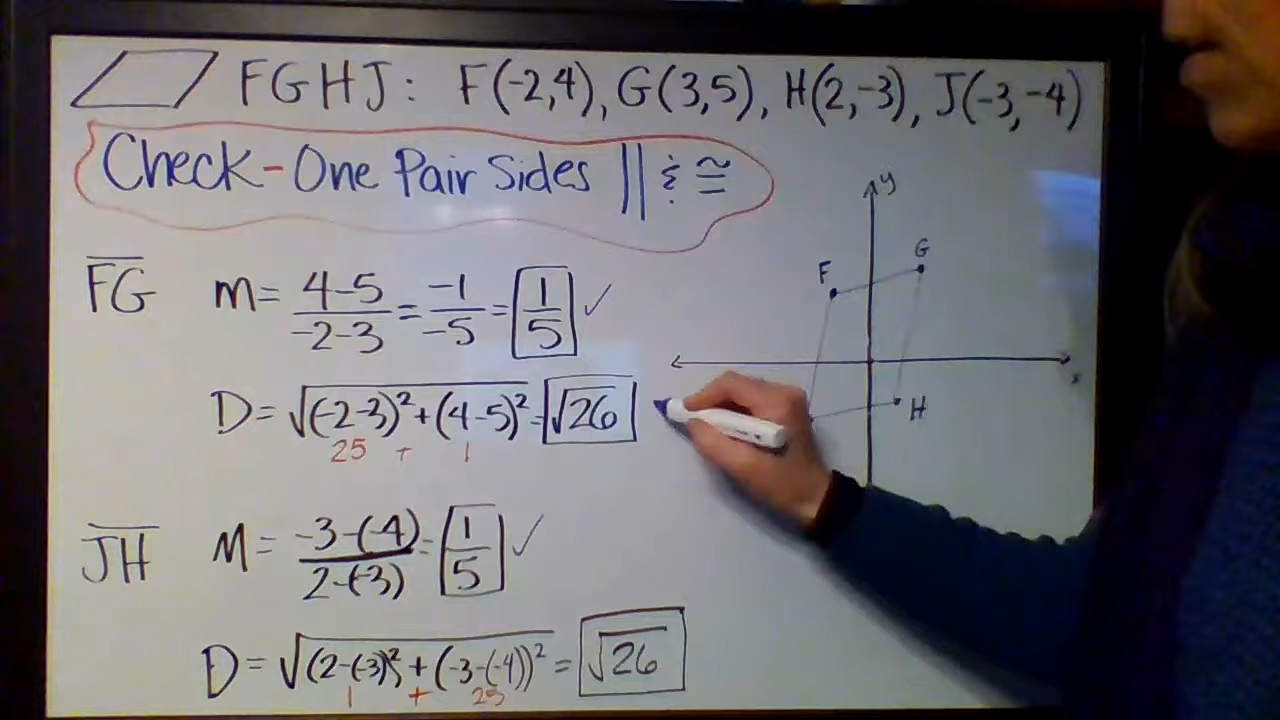 ▱ FGHJ: F(-2,4), G(3,5), H(2,-3), J(-3,-4)
Check-One Pair Sides || & ≅
FG m = 4-5/-2-3 = -1/-5 = 1/5 ✓
D = √(-2-3)²+(4-5)² = √26
25 + 1
JH m = -3-(-4)/2-(-3) = 1/5 ✓
D = √(2-(-3))²+(-3-(-4))² = √26
1 + 25
y
G
F
x
H